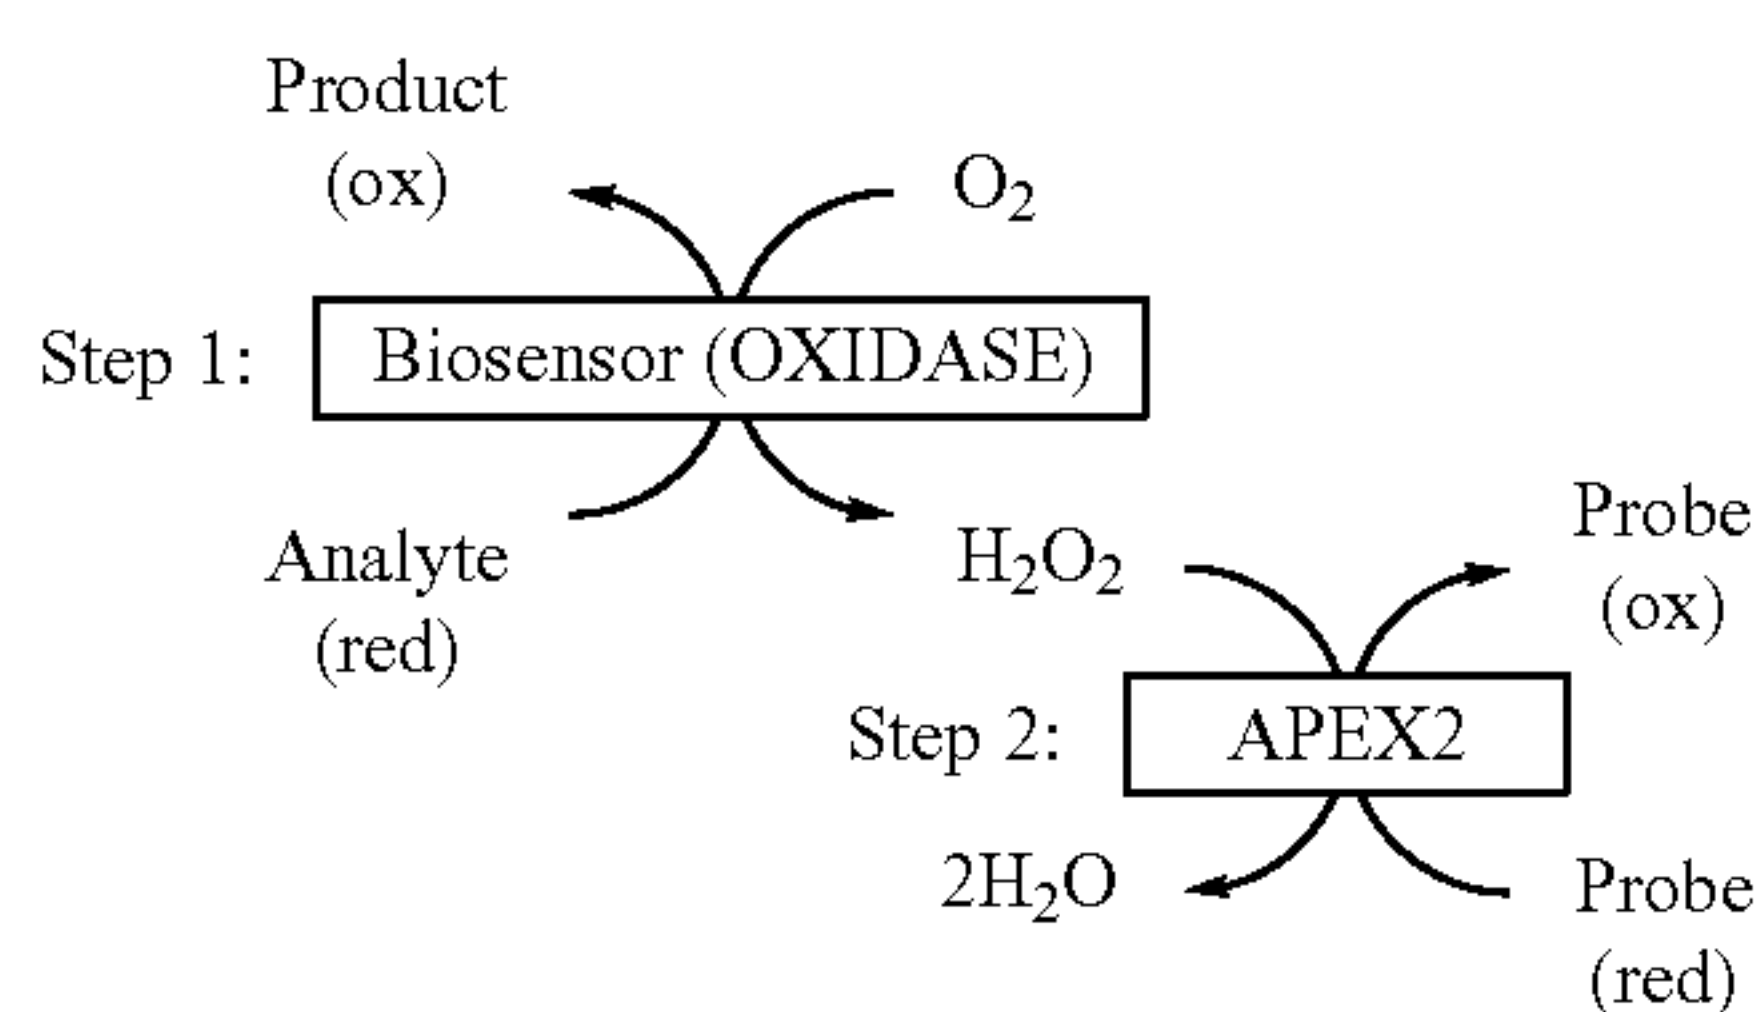 Product
(ox)
O₂
Step 1:
Biosensor (OXIDASE)
Analyte
(red)
H₂O₂
Probe
(ox)
Step 2:
APEX2
2H₂O
Probe
(red)